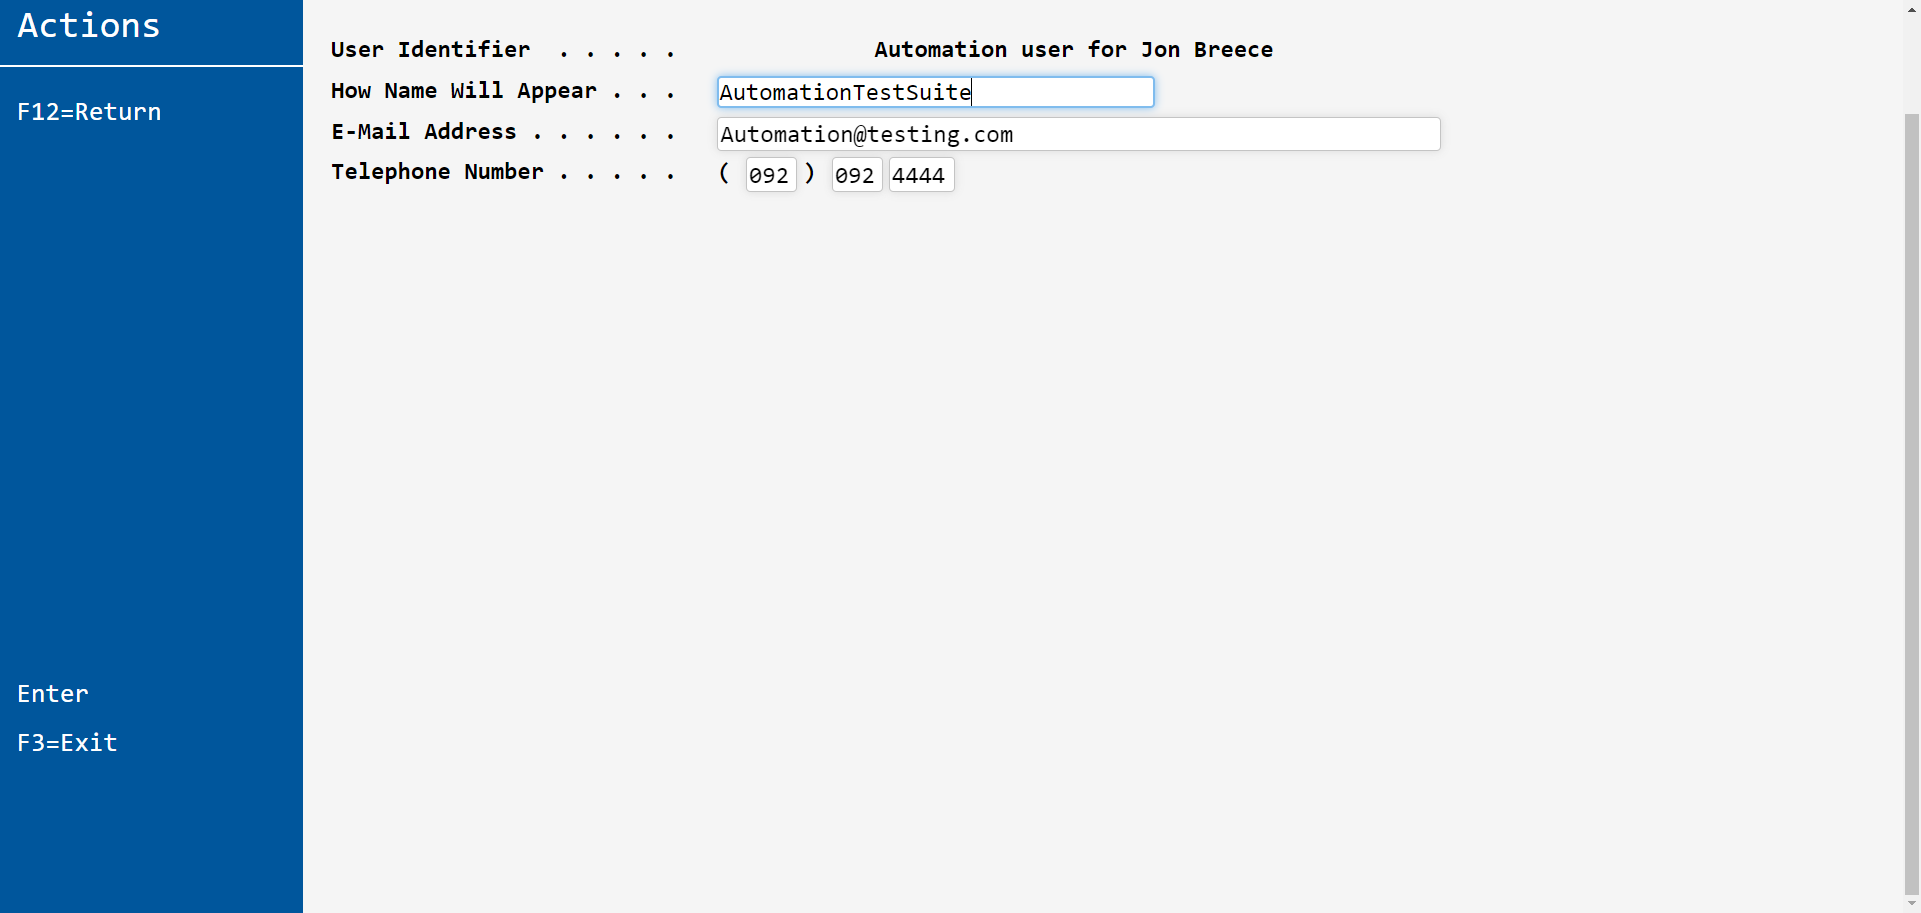 Actions
F12=Return
Enter
F3=Exit
User Identifier . . . . . Automation user for Jon Breece
How Name Will Appear . . . AutomationTestSuite
E-Mail Address . . . . . . Automation@testing.com
Telephone Number . . . . . ( 092 ) 092 4444